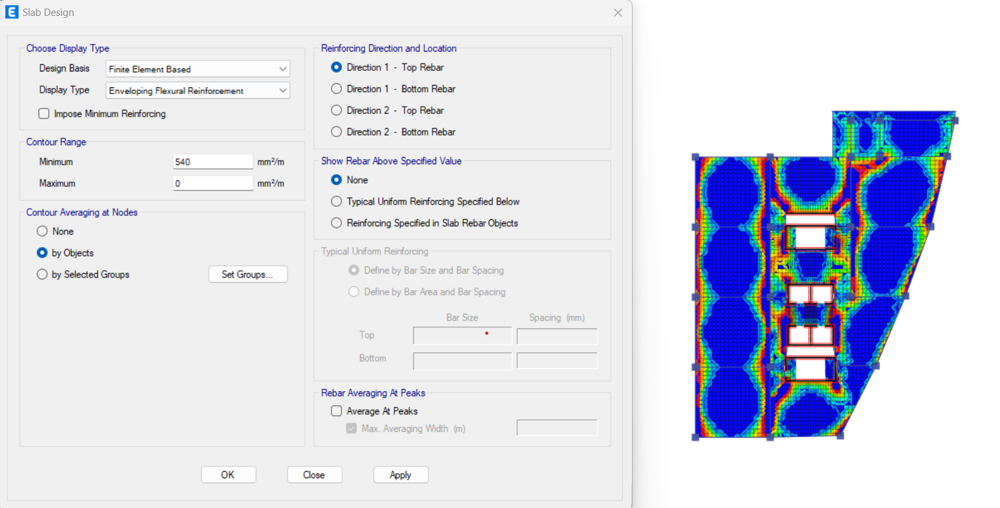 E Slab Design
Choose Display Type
Design Basis Finite Element Based
Display Type Enveloping Flexural Reinforcement
Impose Minimum Reinforcing
Contour Range
Minimum 540 mm²/m
Maximum 0 mm²/m
Contour Averaging at Nodes
None
by Objects
by Selected Groups Set Groups...
Reinforcing Direction and Location
Direction 1 - Top Rebar
Direction 1 - Bottom Rebar
Direction 2 - Top Rebar
Direction 2 - Bottom Rebar
Show Rebar Above Specified Value
None
Typical Uniform Reinforcing Specified Below
Reinforcing Specified in Slab Rebar Objects
Typical Uniform Reinforcing
Define by Bar Size and Bar Spacing
Define by Bar Area and Bar Spacing
Bar Size Spacing (mm)
Top
Bottom
Rebar Averaging At Peaks
Average At Peaks
Max. Averaging Width (m)
OK Close Apply